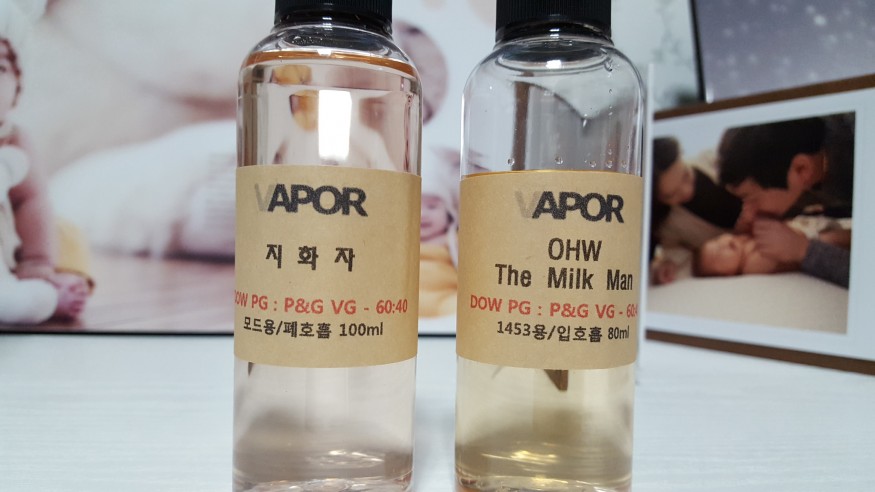 VAPOR
지화자
DOW PG : P&G VG - 60:40
모드용/폐호흡 100ml
VAPOR
OHW
The Milk Man
DOW PG : P&G VG - 60:4
1453용/입호흡 80ml